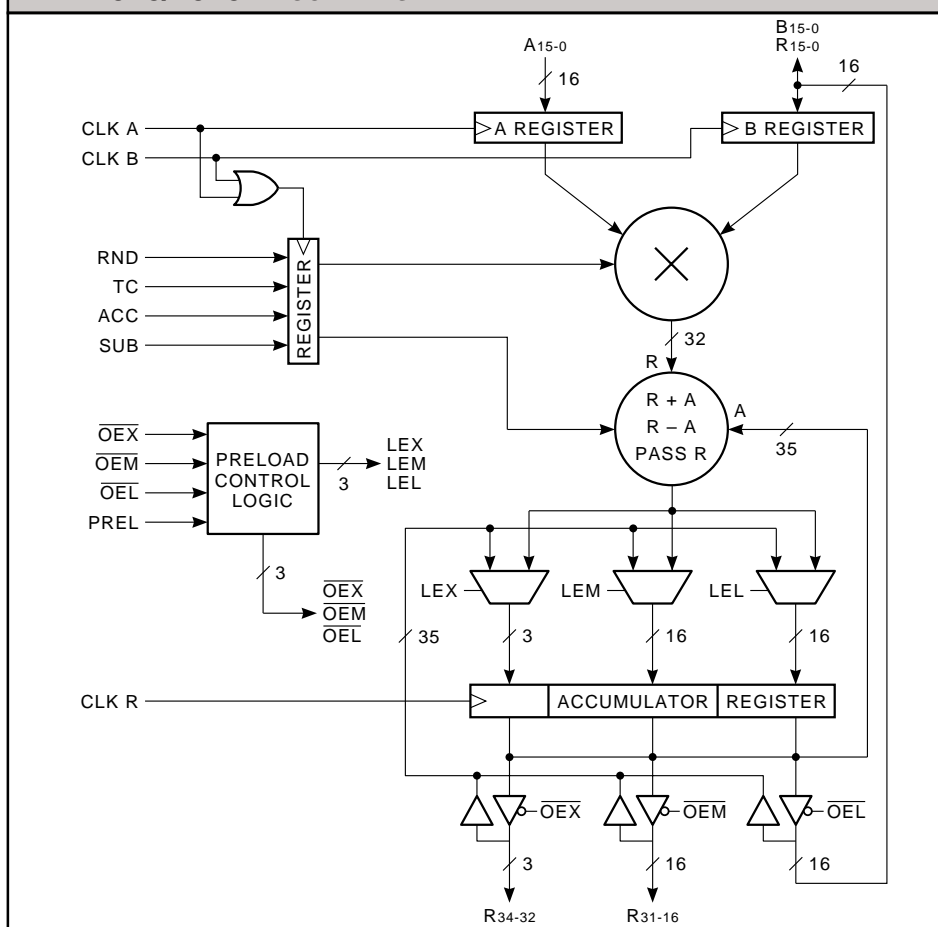 A15-0
B15-0
R15-0
16
16
CLK A
A REGISTER
B REGISTER
CLK B
RND
TC
ACC
SUB
REGISTER
32
R
R + A
R – A
PASS R
A
35
OEX
OEM
OEL
PREL
PRELOAD
CONTROL
LOGIC
3
LEX
LEM
LEL
3
OEX
OEM
OEL
LEX
LEM
LEL
35
3
16
16
CLK R
ACCUMULATOR
REGISTER
OEX
OEM
OEL
3
16
16
R34-32
R31-16